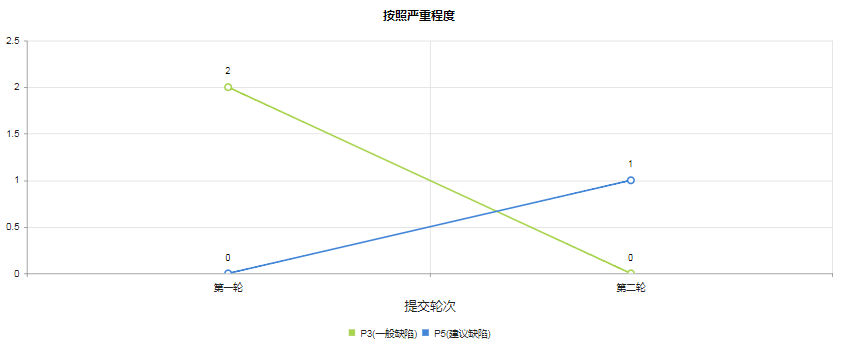 按照严重程度
2.5
2
1.5
1
0.5
0
2
0
1
0
第一轮
第二轮
提交轮次
P3(一般缺陷) P5(建议缺陷)